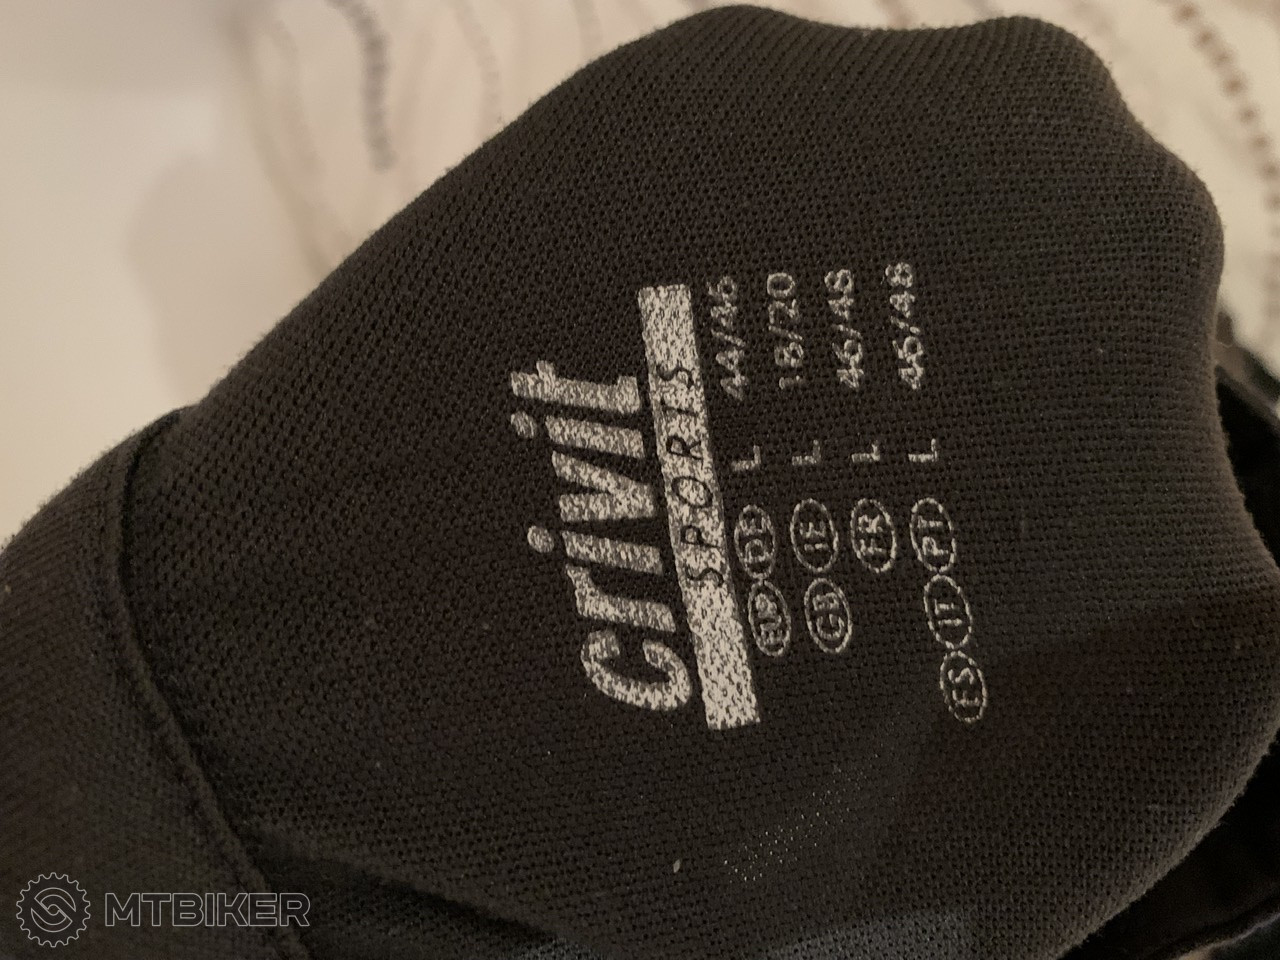 crivit
SPORTS
EU DE L 44/46
GB IE L 18/20
FR L 46/48
ES IT PT L 46/48
MTBIKER